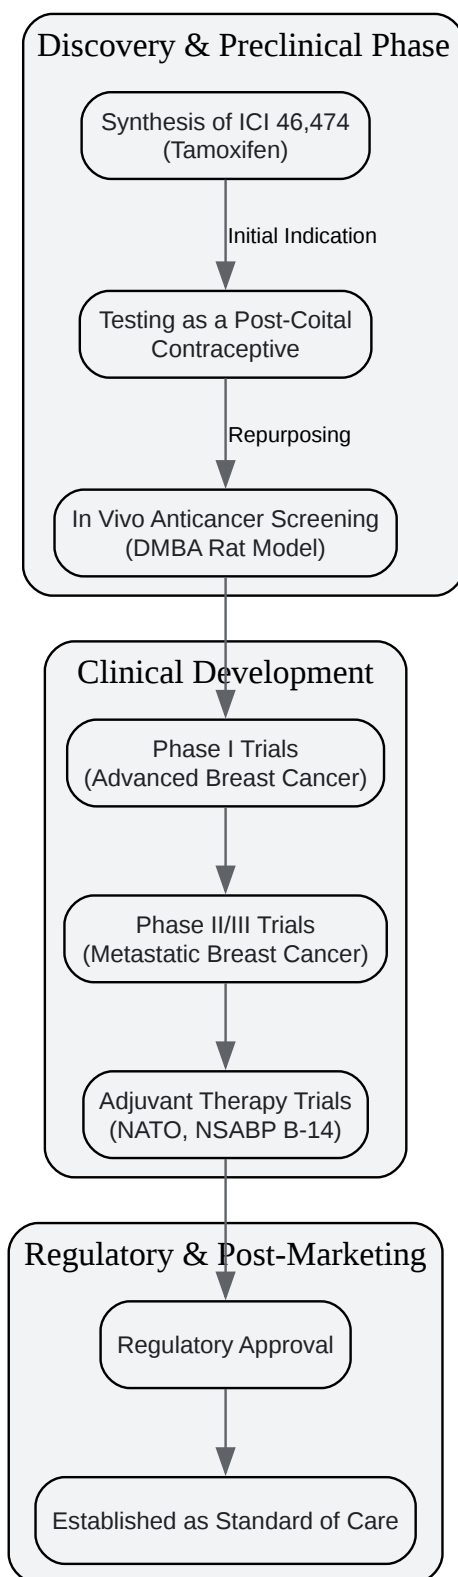 Discovery & Preclinical Phase
Synthesis of ICI 46,474
(Tamoxifen)
Initial Indication
Testing as a Post-Coital
Contraceptive
Repurposing
In Vivo Anticancer Screening
(DMBA Rat Model)
Clinical Development
Phase I Trials
(Advanced Breast Cancer)
Phase II/III Trials
(Metastatic Breast Cancer)
Adjuvant Therapy Trials
(NATO, NSABP B-14)
Regulatory & Post-Marketing
Regulatory Approval
Established as Standard of Care